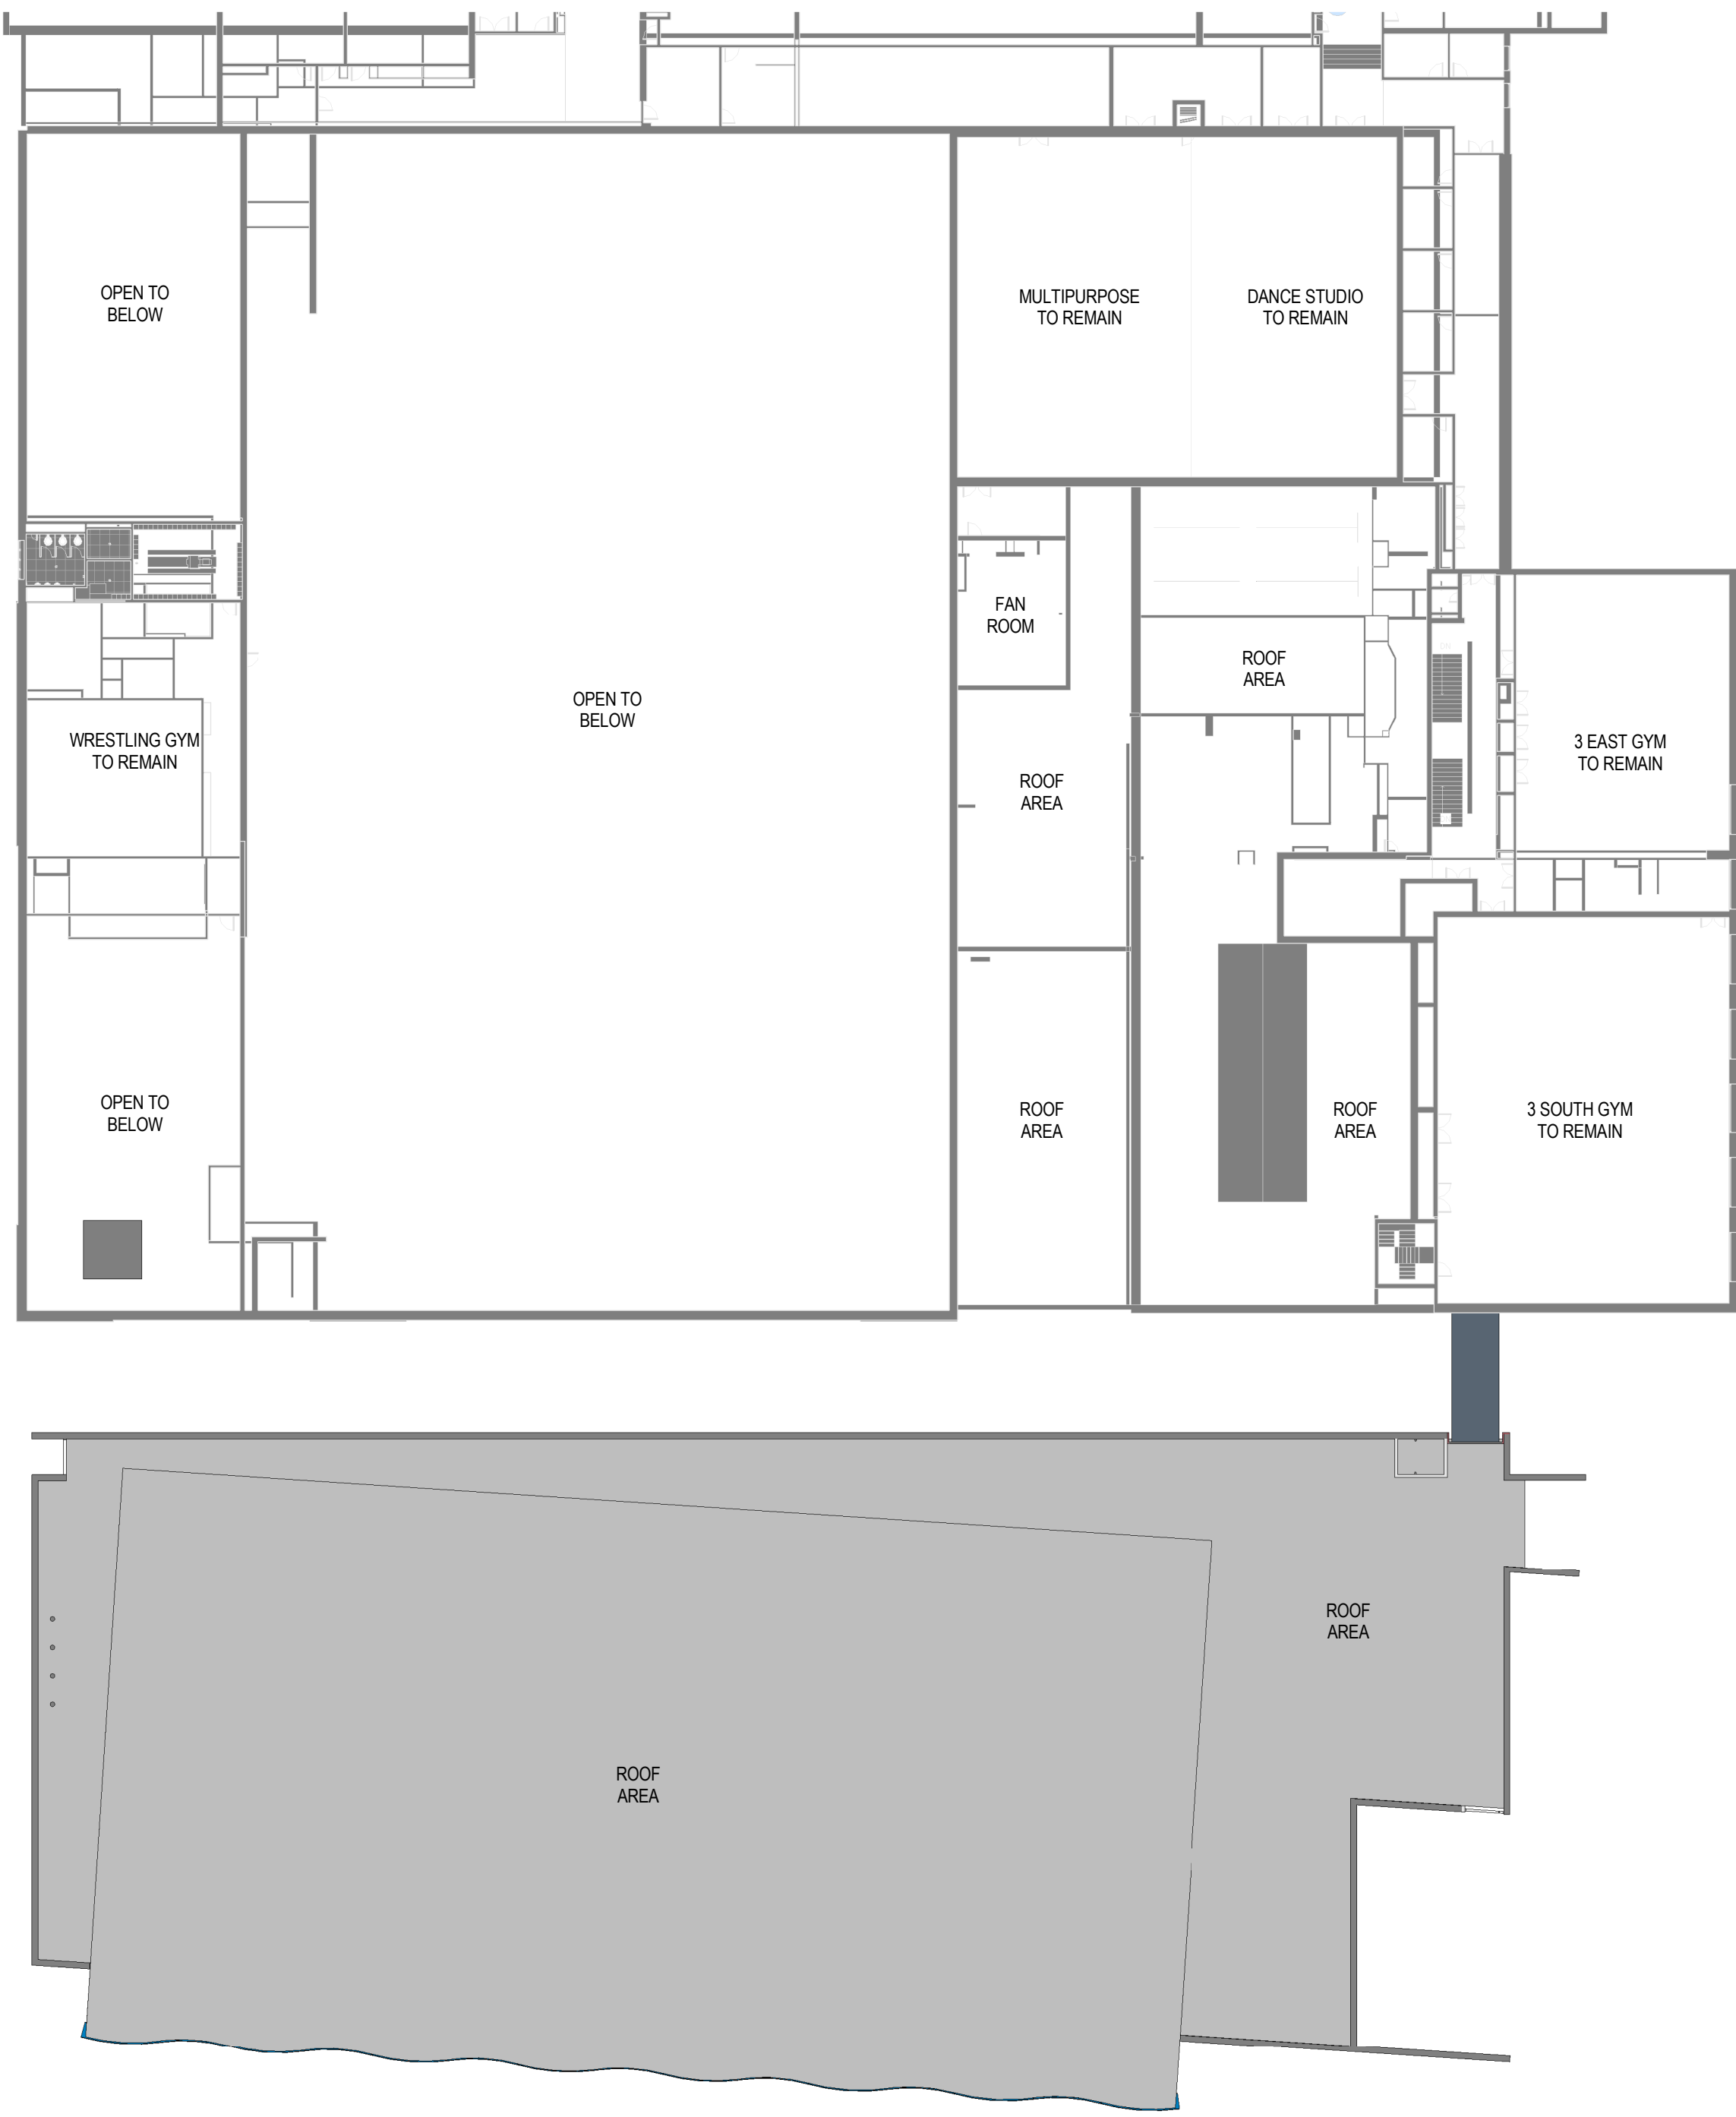 OPEN TO
BELOW
MULTIPURPOSE
TO REMAIN
DANCE STUDIO
TO REMAIN
FAN
ROOM
ROOF
AREA
OPEN TO
BELOW
WRESTLING GYM
TO REMAIN
3 EAST GYM
TO REMAIN
ROOF
AREA
OPEN TO
BELOW
ROOF
AREA
ROOF
AREA
3 SOUTH GYM
TO REMAIN
ROOF
AREA
ROOF
AREA